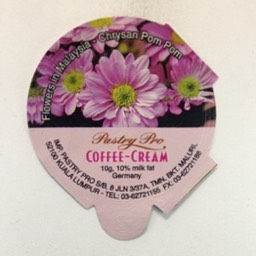 "Flowers in Malaysia - Chrysan Pom Pom"
Pastry Pro
COFFEE-CREAM
10g, 10% milk fat
Germany
IMP. PASTRY PRO S/B, 8 JLN 3/37A, TMN. BKT. MALURI,
52100 KUALA LUMPUR - TEL: 03-62721155 FX: 03-62721186